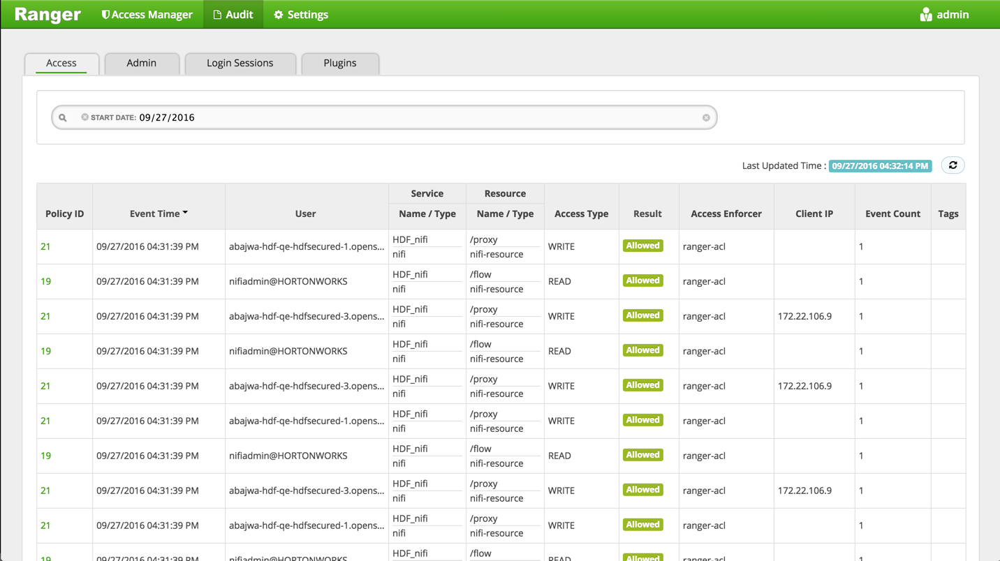 Ranger Access Manager Audit Settings admin
Access Admin Login Sessions Plugins
START DATE: 09/27/2016
Last Updated Time : 09/27/2016 04:32:14 PM
Service Resource
Policy ID Event Time User Name / Type Name / Type Access Type Result Access Enforcer Client IP Event Count Tags
HDF_nifi /proxy
21 09/27/2016 04:31:39 PM abajwa-hdf-qe-hdfsecured-1.opens... WRITE Allowed ranger-acl 1
nifi nifi-resource
HDF_nifi /flow
19 09/27/2016 04:31:39 PM nifiadmin@HORTONWORKS READ Allowed ranger-acl 1
nifi nifi-resource
HDF_nifi /proxy
21 09/27/2016 04:31:39 PM abajwa-hdf-qe-hdfsecured-3.opens... WRITE Allowed ranger-acl 172.22.106.9 1
nifi nifi-resource
HDF_nifi /flow
19 09/27/2016 04:31:39 PM nifiadmin@HORTONWORKS READ Allowed ranger-acl 1
nifi nifi-resource
HDF_nifi /proxy
21 09/27/2016 04:31:39 PM abajwa-hdf-qe-hdfsecured-3.opens... WRITE Allowed ranger-acl 172.22.106.9 1
nifi nifi-resource
HDF_nifi /proxy
21 09/27/2016 04:31:39 PM abajwa-hdf-qe-hdfsecured-1.opens... WRITE Allowed ranger-acl 1
nifi nifi-resource
HDF_nifi /flow
19 09/27/2016 04:31:39 PM nifiadmin@HORTONWORKS READ Allowed ranger-acl 1
nifi nifi-resource
HDF_nifi /proxy
21 09/27/2016 04:31:39 PM abajwa-hdf-qe-hdfsecured-3.opens... WRITE Allowed ranger-acl 172.22.106.9 1
nifi nifi-resource
HDF_nifi /proxy
21 09/27/2016 04:31:39 PM abajwa-hdf-qe-hdfsecured-1.opens... WRITE Allowed ranger-acl 1
nifi nifi-resource
HDF_nifi /flow
19 09/27/2016 04:31:39 PM nifiadmin@HORTONWORKS READ Allowed ranger-acl 1